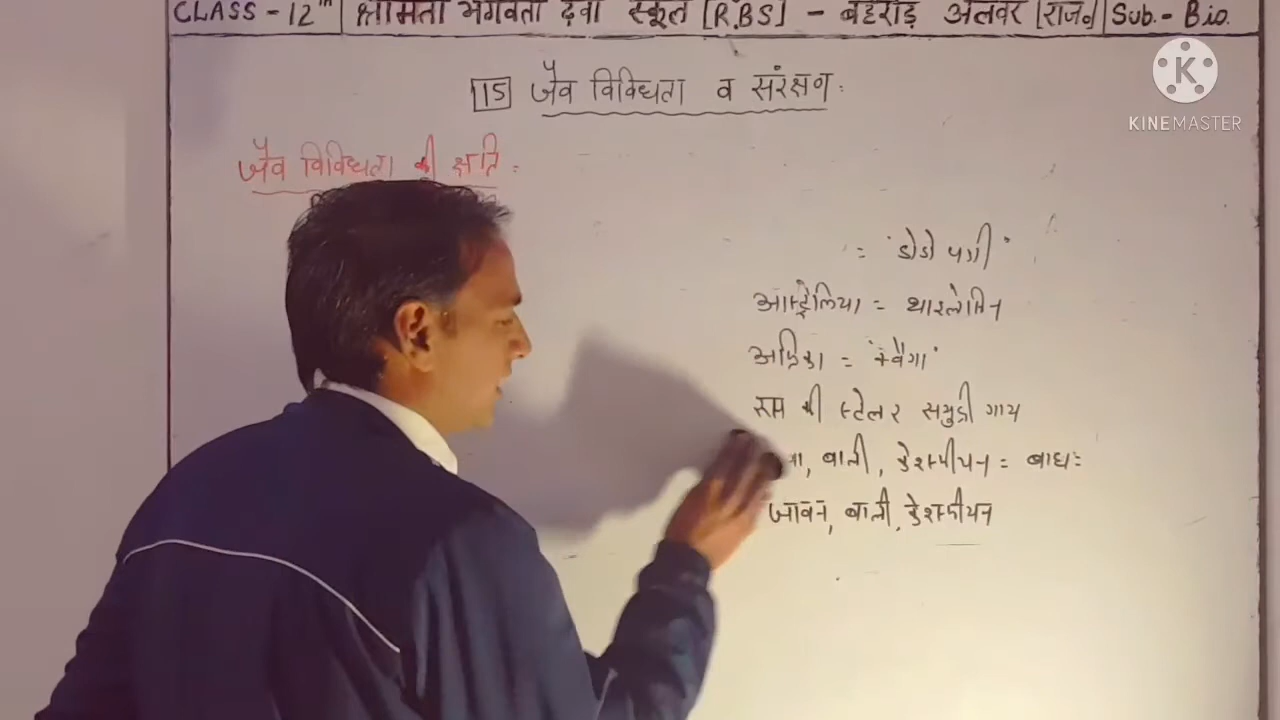 CLASS - 12th | श्रीमती भगवती देवी स्कूल [R.B.S] - बहरोड़ अलवर [राज०] | Sub. - Bio.
K
KINEMASTER
15 जैव विविधता व संरक्षण :
जैव विविधता की क्षति :
= 'डोडो पक्षी'
आस्ट्रेलिया = थाइलेसिन
अफ्रिका = 'क्वैगा'
रूस की स्टेलर समुद्री गाय
बाली, केस्पीयन = बाघ :
जावन, बाली, केस्पीयन